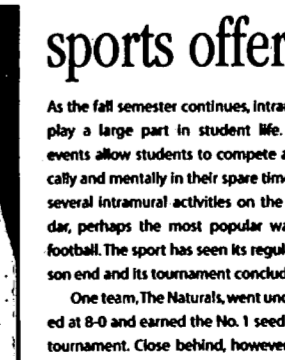 sports offer
As the fall semester continues, intra
play a large part in student life.
events allow students to compete a
cally and mentally in their spare tim
several intramural activities on the
dar, perhaps the most popular wa
football. The sport has seen its regul
son end and its tournament conclud
One team, The Naturals, went und
ed at 8-0 and earned the No. 1 seed
tournament. Close behind, howeve